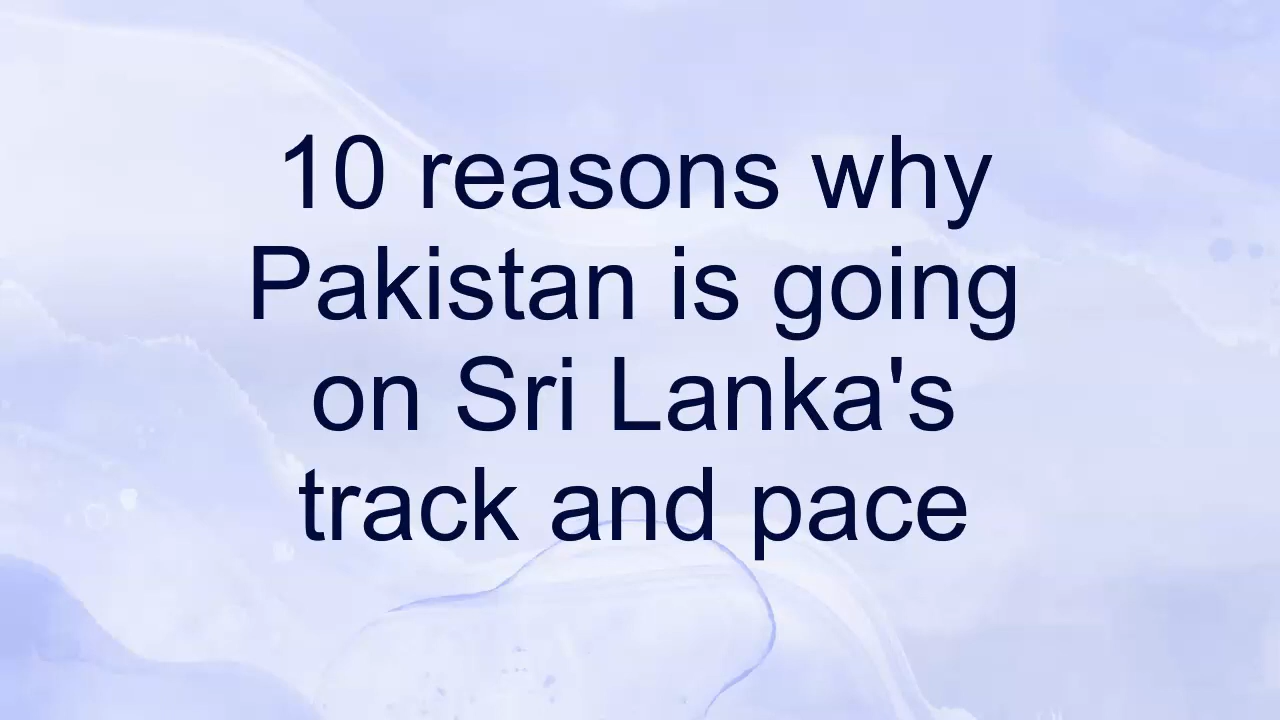 10 reasons why
Pakistan is going
on Sri Lanka's
track and pace